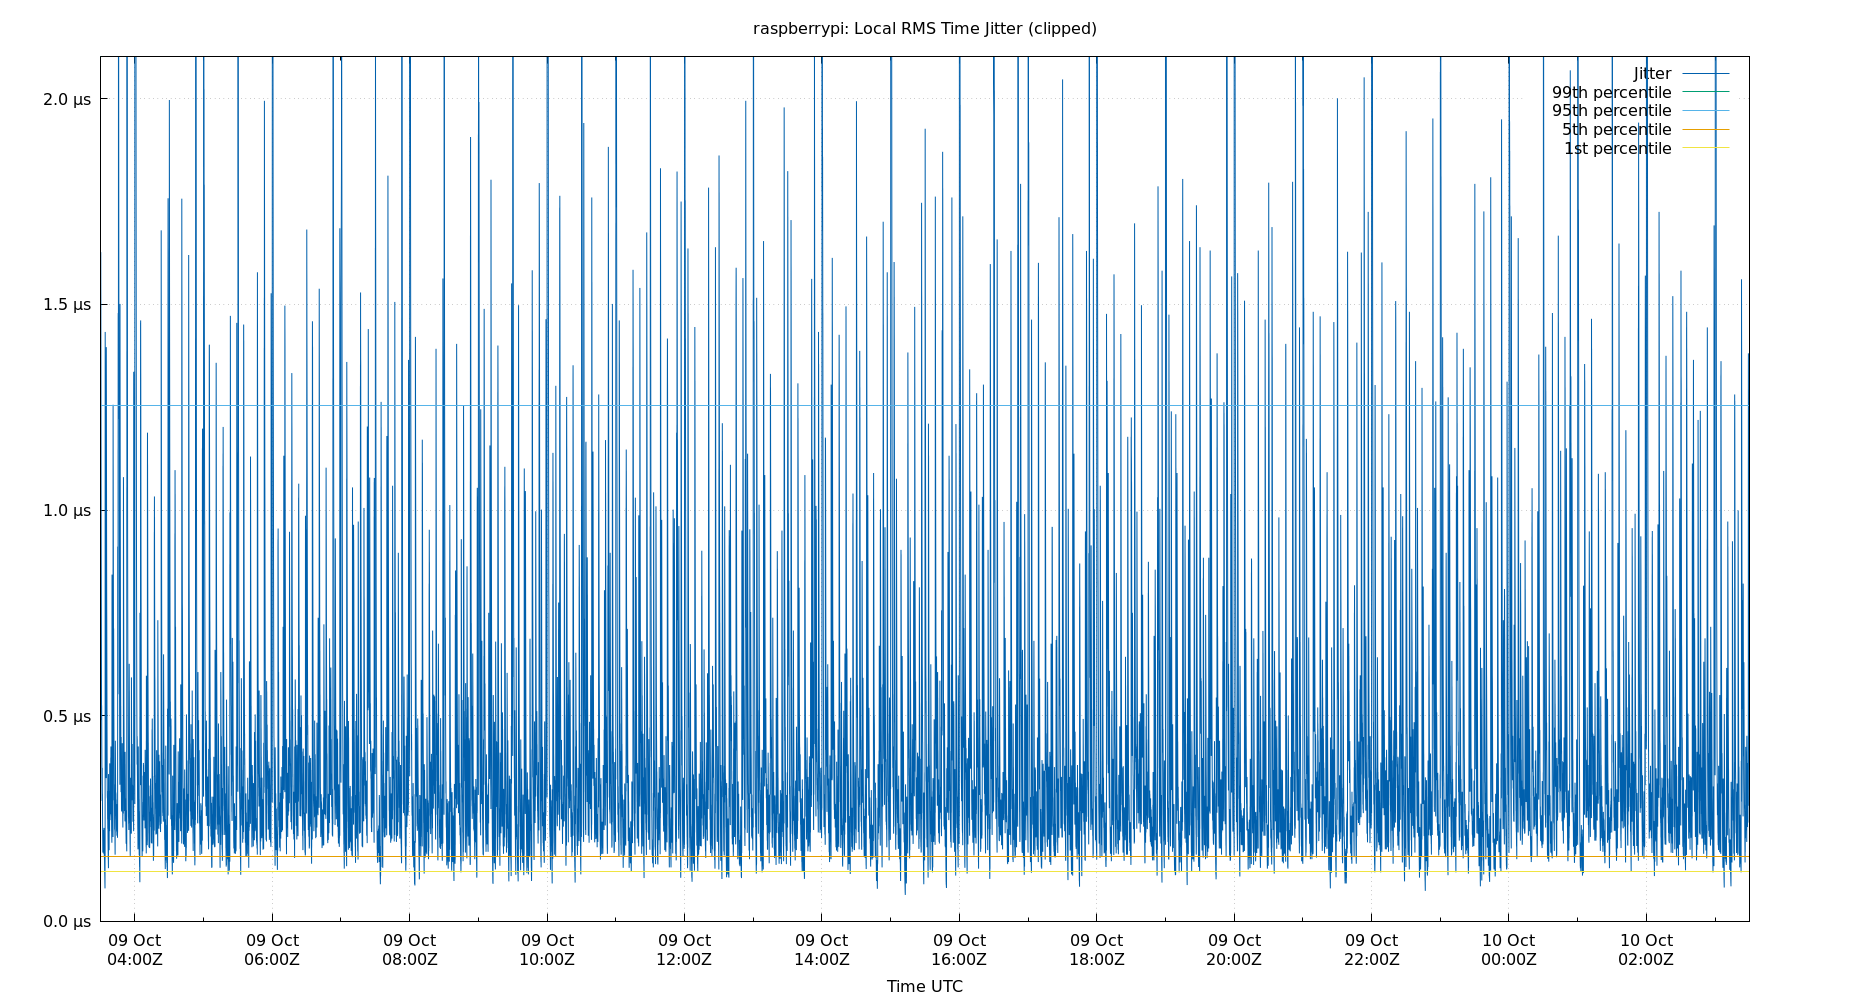 raspberrypi: Local RMS Time Jitter (clipped)
Jitter
99th percentile
95th percentile
5th percentile
1st percentile
2.0 µs
1.5 µs
1.0 µs
0.5 µs
0.0 µs
09 Oct 09 Oct 09 Oct 09 Oct 09 Oct 09 Oct 09 Oct 09 Oct 09 Oct 09 Oct 10 Oct 10 Oct
04:00Z 06:00Z 08:00Z 10:00Z 12:00Z 14:00Z 16:00Z 18:00Z 20:00Z 22:00Z 00:00Z 02:00Z
Time UTC